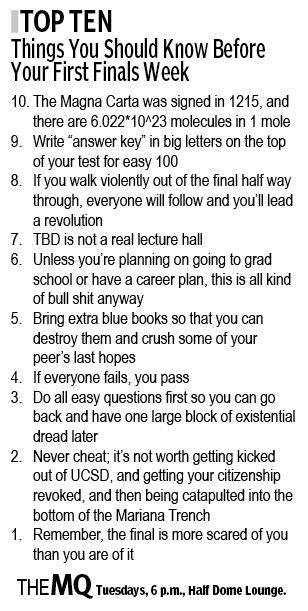 TOP TEN
Things You Should Know Before
Your First Finals Week
10. The Magna Carta was signed in 1215, and
there are 6.022*10^23 molecules in 1 mole
9. Write “answer key” in big letters on the top
of your test for easy 100
8. If you walk violently out of the final half way
through, everyone will follow and you’ll lead
a revolution
7. TBD is not a real lecture hall
6. Unless you’re planning on going to grad
school or have a career plan, this is all kind
of bull shit anyway
5. Bring extra blue books so that you can
destroy them and crush some of your
peer’s last hopes
4. If everyone fails, you pass
3. Do all easy questions first so you can go
back and have one large block of existential
dread later
2. Never cheat; it’s not worth getting kicked
out of UCSD, and getting your citizenship
revoked, and then being catapulted into the
bottom of the Mariana Trench
1. Remember, the final is more scared of you
than you are of it
THE MQ Tuesdays, 6 p.m., Half Dome Lounge.